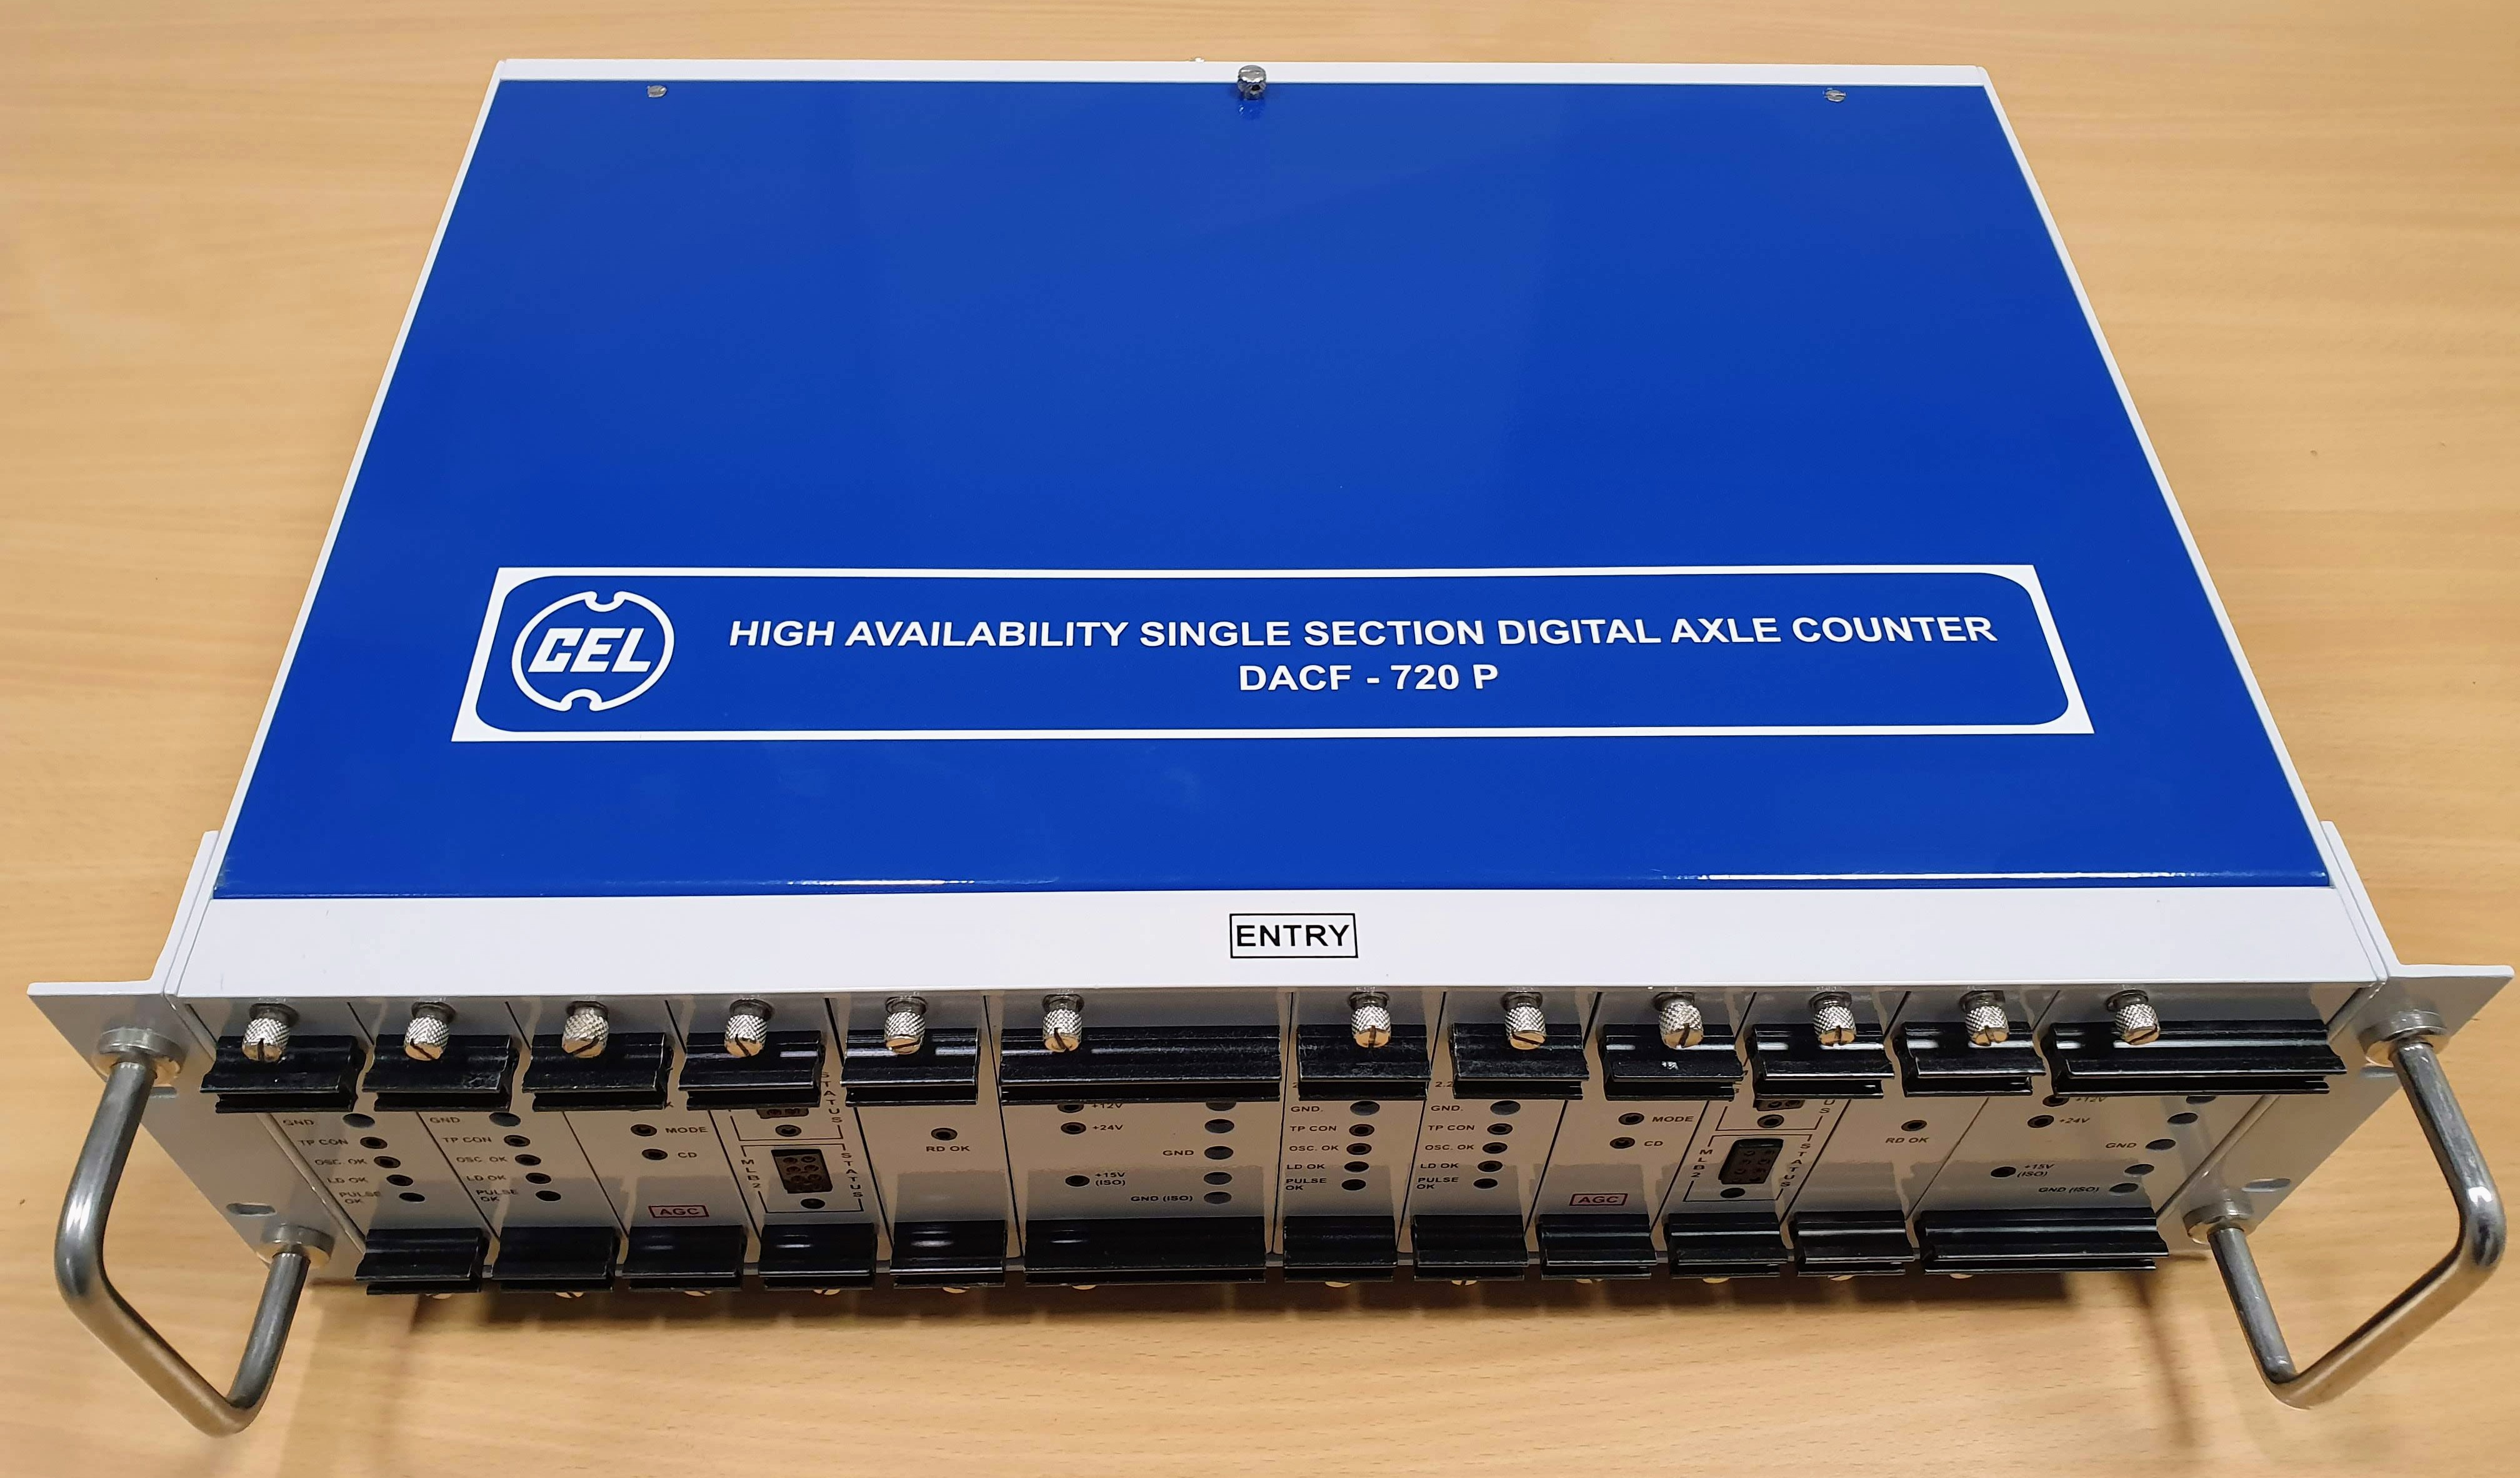 CEL
HIGH AVAILABILITY SINGLE SECTION DIGITAL AXLE COUNTER
DACF - 720 P
ENTRY
GND
TP CON
OSC. OK
LD OK
PULSE
OK
GND
TP CON
OSC. OK
LD OK
PULSE
OK
MODE
CD
AGC
STATUS
MLB2
STATUS
RD OK
+12V
+24V
GND
+15V
(ISO)
GND (ISO)
GND.
TP CON
OSC. OK
LD OK
PULSE
OK
GND.
TP CON
OSC. OK
LD OK
PULSE
OK
MODE
CD
AGC
MLB2
STATUS
RD OK
+12V
+24V
GND
+15V
(ISO)
GND (ISO)